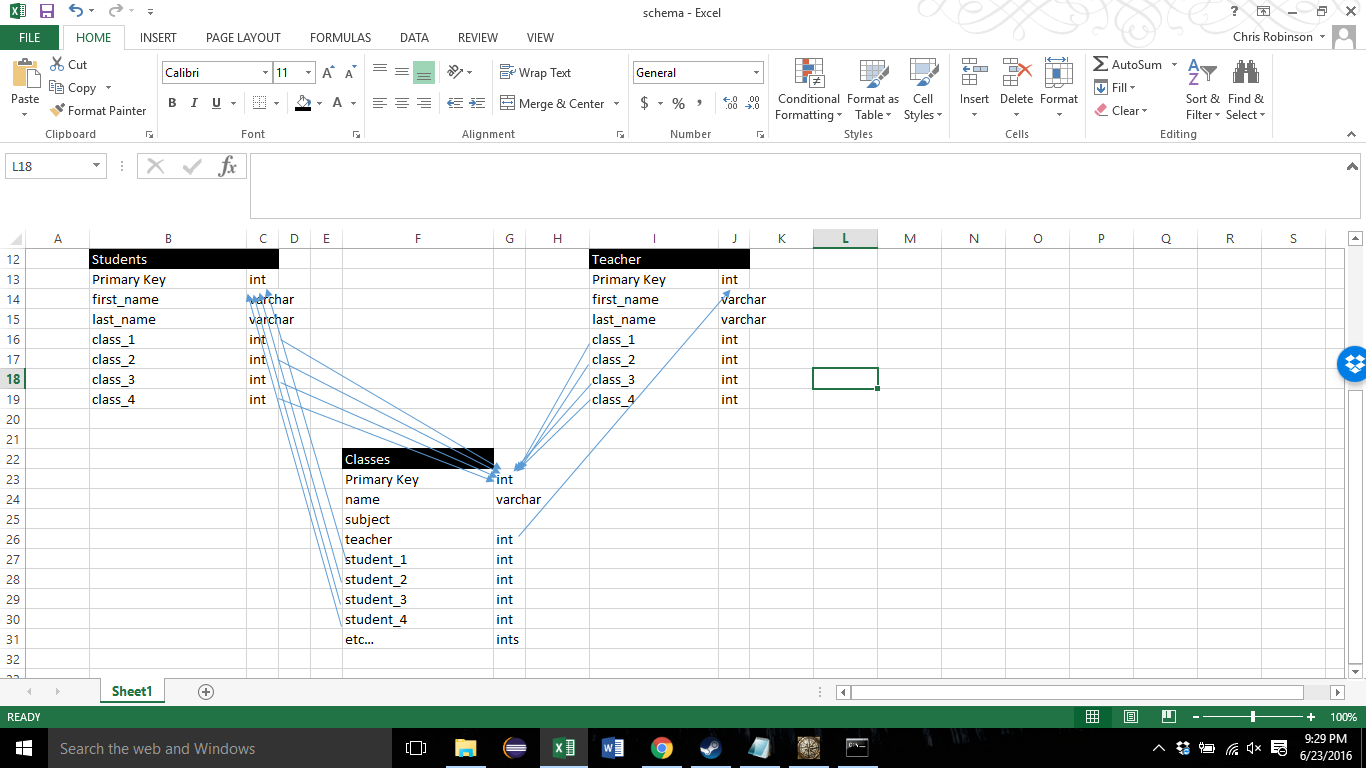 schema - Excel
FILE HOME INSERT PAGE LAYOUT FORMULAS DATA REVIEW VIEW Chris Robinson
Paste Cut Copy Format Painter Clipboard
Calibri 11 B I U A Font
Wrap Text Merge & Center Alignment
General $ % , Number
Conditional Formatting Format as Table Cell Styles Styles
Insert Delete Format Cells
AutoSum Fill Clear Sort & Filter Find & Select Editing
L18 fx
A B C D E F G H I J K L M N O P Q R S
12 Students Teacher
13 Primary Key int Primary Key int
14 first_name varchar first_name varchar
15 last_name varchar last_name varchar
16 class_1 int class_1 int
17 class_2 int class_2 int
18 class_3 int class_3 int
19 class_4 int class_4 int
20
21
22 Classes
23 Primary Key int
24 name varchar
25 subject
26 teacher int
27 student_1 int
28 student_2 int
29 student_3 int
30 student_4 int
31 etc... ints
32
Sheet1
READY 100%
Search the web and Windows 9:29 PM
6/23/2016